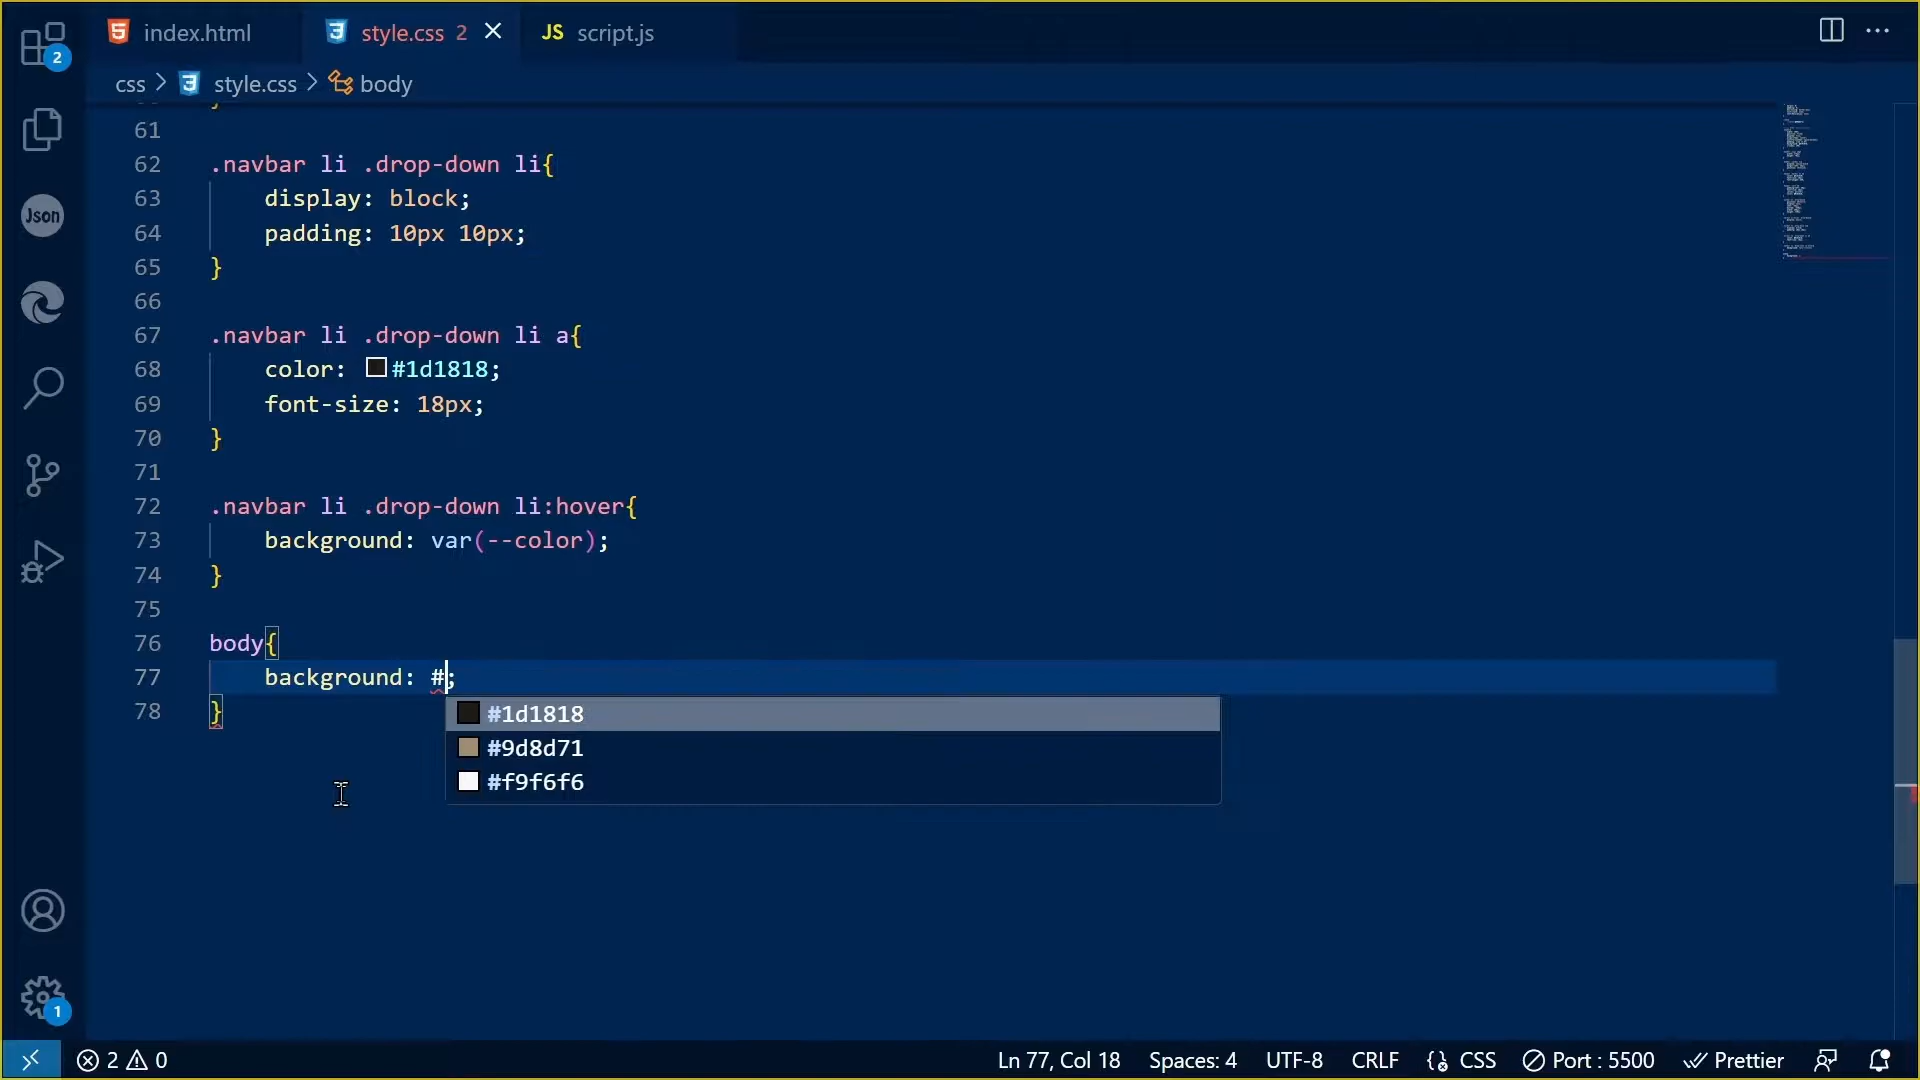 index.html
style.css 2
JS script.js
css > style.css > body
61
62 .navbar li .drop-down li{
63     display: block;
64     padding: 10px 10px;
65 }
66
67 .navbar li .drop-down li a{
68     color: #1d1818;
69     font-size: 18px;
70 }
71
72 .navbar li .drop-down li:hover{
73     background: var(--color);
74 }
75
76 body{
77     background: #;
78 }
#1d1818
#9d8d71
#f9f6f6
2
Json
1
2 0
Ln 77, Col 18
Spaces: 4
UTF-8
CRLF
CSS
Port : 5500
Prettier